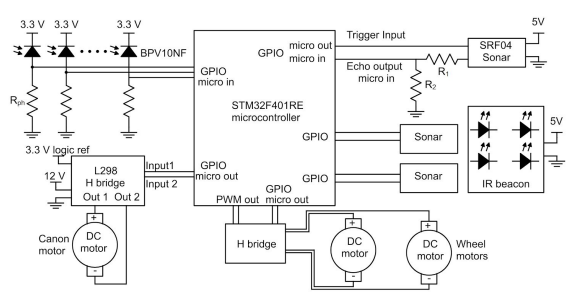 3.3 V 3.3 V 3.3 V
BPV10NF
R_ph
GPIO
micro in
STM32F401RE
microcontroller
GPIO
micro out
micro in
Trigger Input
Echo output
micro in
R_1
R_2
SRF04
Sonar
5V
GPIO
Sonar
GPIO
Sonar
5V
IR beacon
3.3 V logic ref
12 V
L298
H bridge
Out 1 Out 2
Input1
Input 2
GPIO
micro out
+
DC
motor
-
Canon
motor
GPIO
PWM out micro out
H bridge
+
DC
motor
-
+
DC
motor
-
Wheel
motors